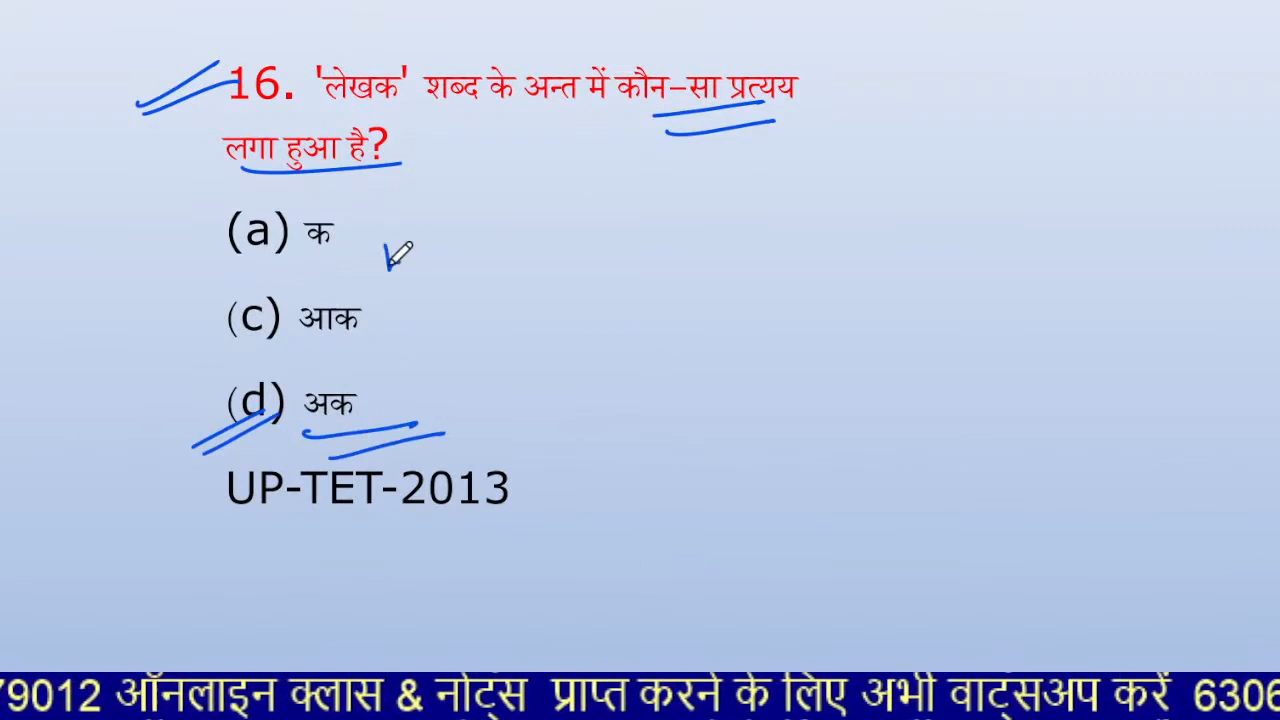 16. 'लेखक' शब्द के अन्त में कौन-सा प्रत्यय
लगा हुआ है?
(a) क
(c) आक
(d) अक
UP-TET-2013
79012 ऑनलाइन क्लास & नोट्स प्राप्त करने के लिए अभी वाट्सअप करें 6306